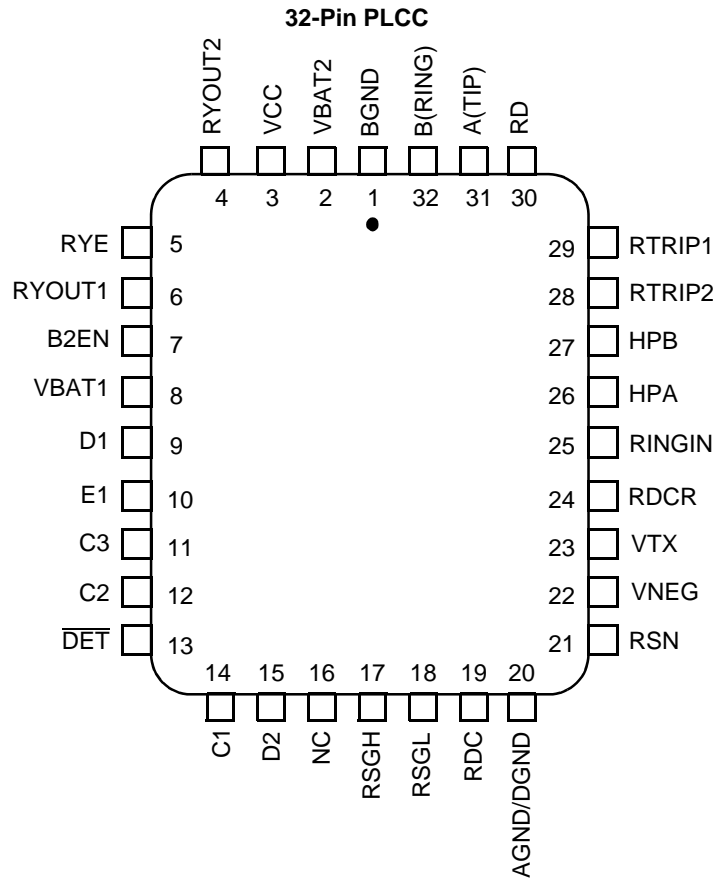 32-Pin PLCC
RYOUT2
VCC
VBAT2
BGND
B(RING)
A(TIP)
RD
4 3 2 1 32 31 30
RYE 5
RYOUT1 6
B2EN 7
VBAT1 8
D1 9
E1 10
C3 11
C2 12
DET 13
29 RTRIP1
28 RTRIP2
27 HPB
26 HPA
25 RINGIN
24 RDCR
23 VTX
22 VNEG
21 RSN
14 15 16 17 18 19 20
C1
D2
NC
RSGH
RSGL
RDC
AGND/DGND